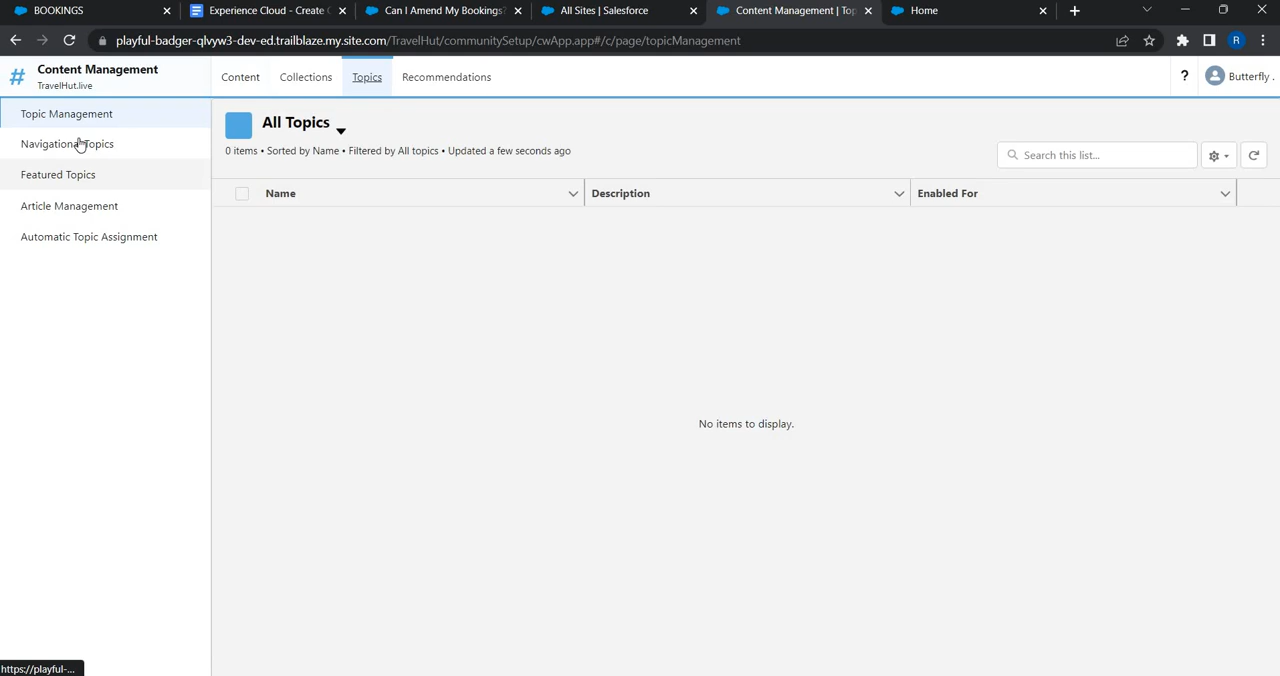 BOOKINGS
Experience Cloud - Create (
Can I Amend My Bookings?
All Sites | Salesforce
Content Management | Top
Home
playful-badger-qlvyw3-dev-ed.trailblaze.my.site.com/TravelHut/communitySetup/cwApp.app#/c/page/topicManagement
R
Content Management
TravelHut.live
Content
Collections
Topics
Recommendations
?
Butterfly .
Topic Management
Navigational Topics
Featured Topics
Article Management
Automatic Topic Assignment
All Topics
0 items • Sorted by Name • Filtered by All topics • Updated a few seconds ago
Search this list...
Name
Description
Enabled For
No items to display.
https://playful-...